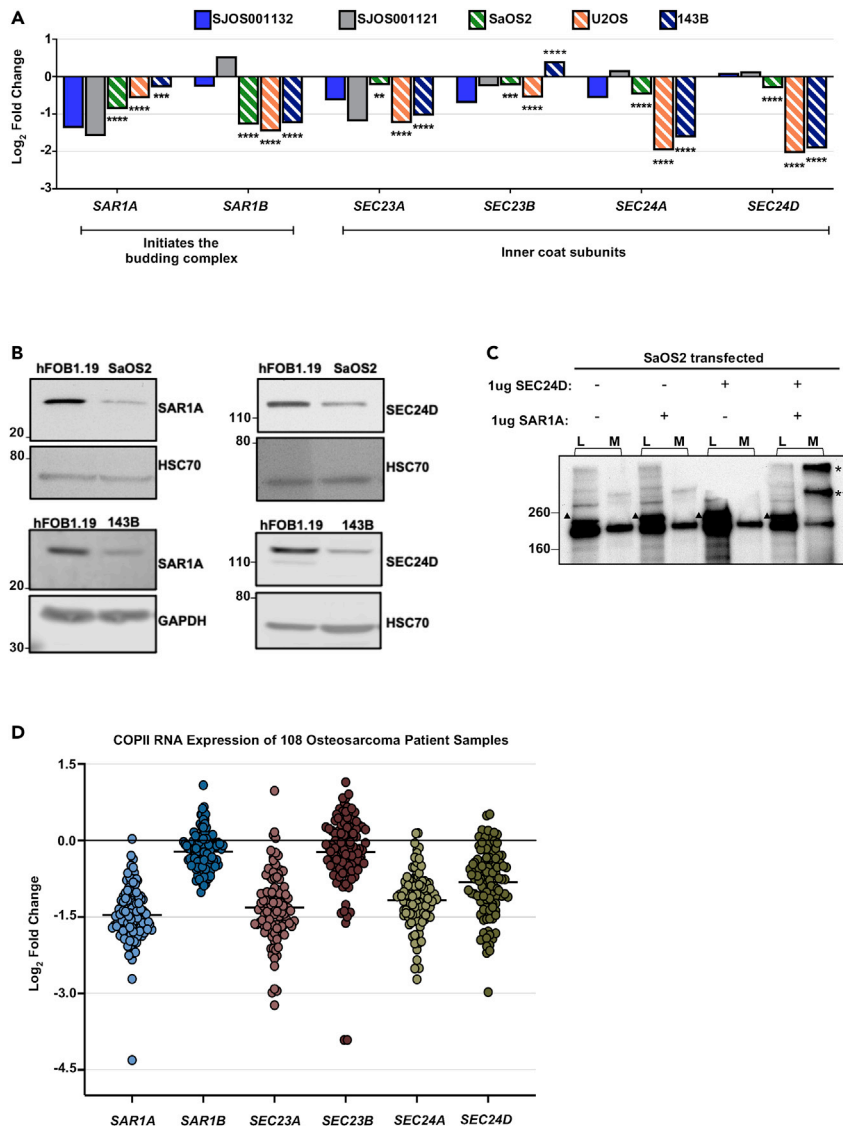 A
SJOS001132 SJOS001121 SaOS2 U2OS 143B
Log2 Fold Change
1
0
-1
-2
-3
**** **** ***
**** **** ****
** **** ****
*** **** ****
**** **** ****
**** **** ****
SAR1A SAR1B SEC23A SEC23B SEC24A SEC24D
Initiates the
budding complex
Inner coat subunits
B
hFOB1.19 SaOS2
SAR1A
20
80
HSC70
hFOB1.19 SaOS2
SEC24D
110
80
HSC70
hFOB1.19 143B
SAR1A
20
GAPDH
30
hFOB1.19 143B
SEC24D
110
80
HSC70
C
SaOS2 transfected
1ug SEC24D: - - + +
1ug SAR1A: - + - +
L M L M L M L M
*
*
260
160
D
COPII RNA Expression of 108 Osteosarcoma Patient Samples
Log2 Fold Change
1.5
0.0
-1.5
-3.0
-4.5
SAR1A SAR1B SEC23A SEC23B SEC24A SEC24D